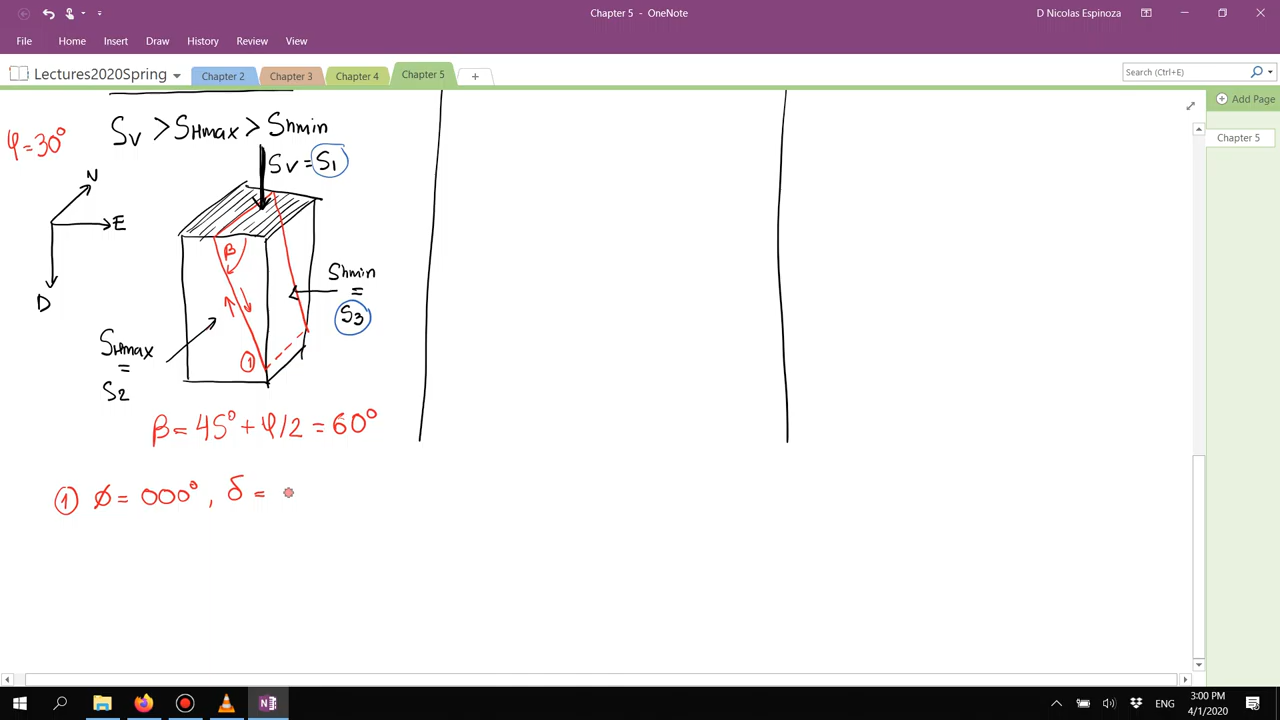 Chapter 5 - OneNote
D Nicolas Espinoza
File Home Insert Draw History Review View
Lectures2020Spring
Chapter 2
Chapter 3
Chapter 4
Chapter 5
+
Search (Ctrl+E)
Add Page
Chapter 5
φ = 30°
Sv > SHmax > Shmin
Sv = S1
N
E
D
β
Shmin
=
S3
SHmax
=
S2
①
β = 45° + φ/2 = 60°
① ø = 000° , δ =
ENG
3:00 PM
4/1/2020